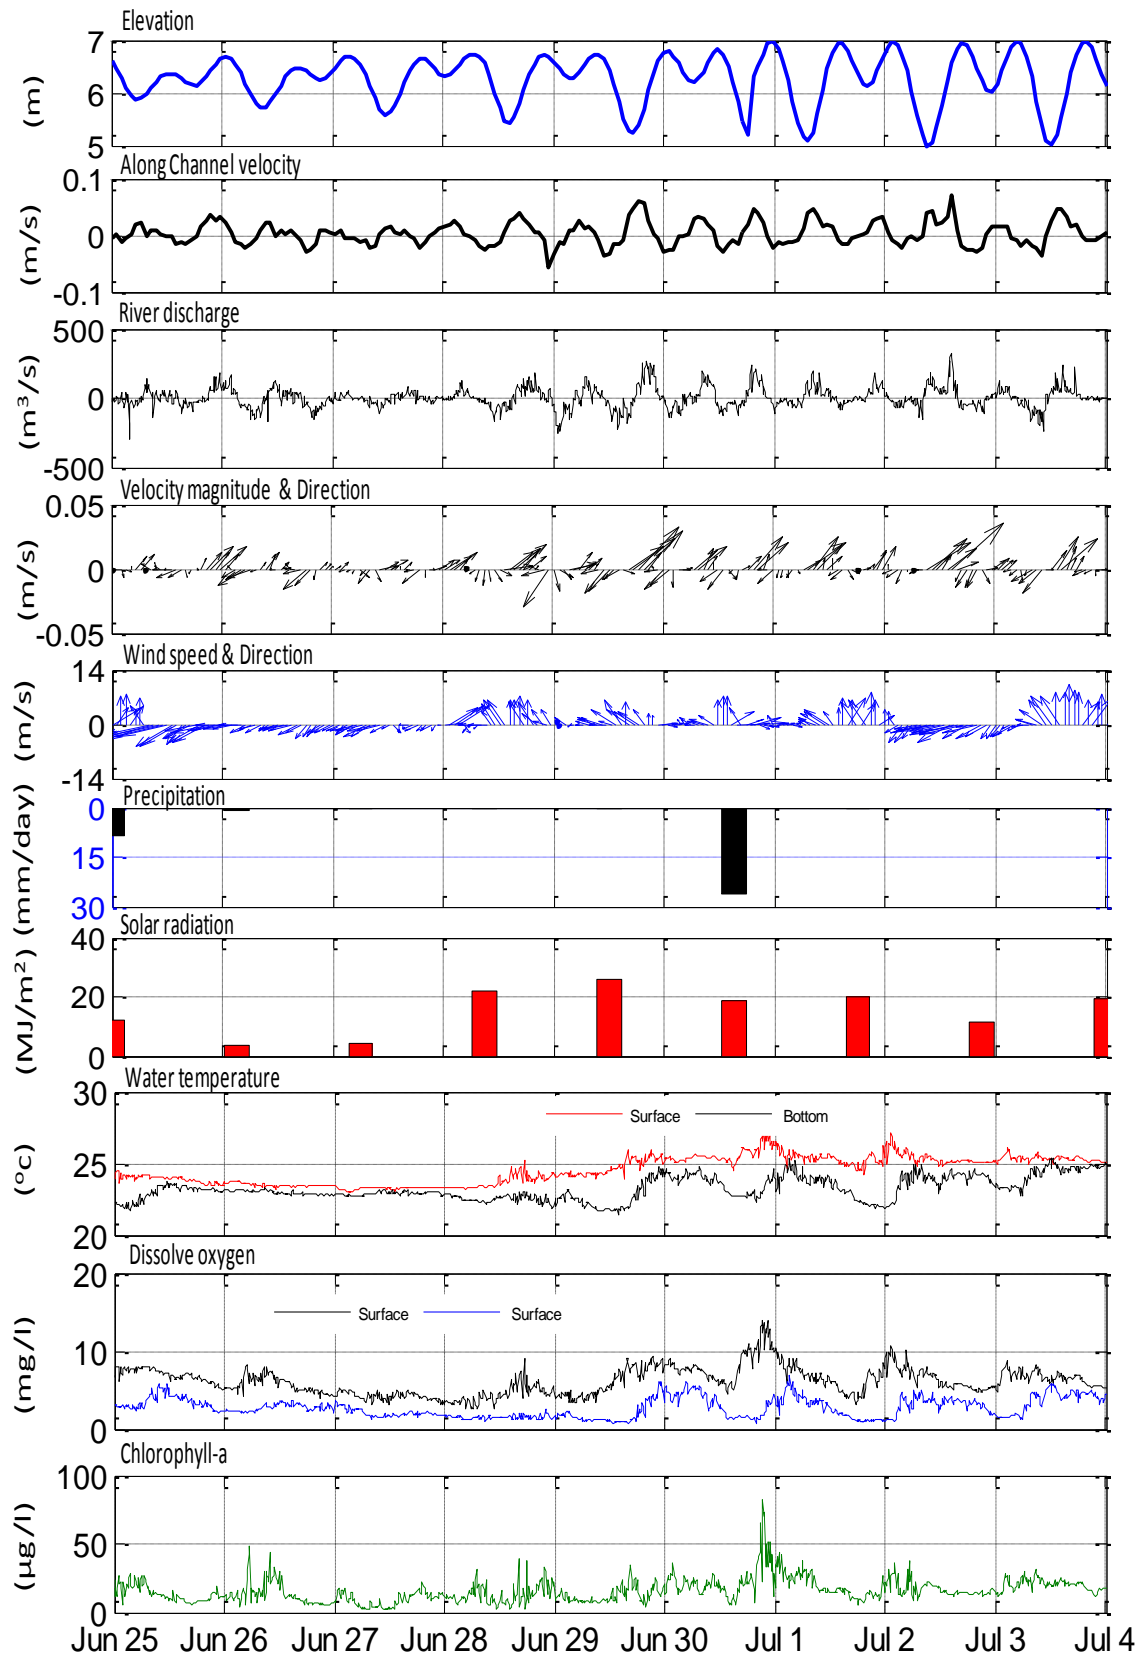 Elevation
7
6
5
(m)
Along Channel velocity
0.1
0
-0.1
(m/s)
River discharge
500
0
-500
(m³/s)
Velocity magnitude & Direction
0.05
0
-0.05
(m/s)
Wind speed & Direction
14
0
-14
(m/s)
Precipitation
0
15
30
(mm/day)
Solar radiation
40
20
0
(MJ/m²)
Water temperature
30
25
20
(ºc)
Surface
Bottom
Dissolve oxygen
20
10
0
(mg/l)
Surface
Surface
Chlorophyll-a
100
50
0
(µg/l)
Jun 25 Jun 26 Jun 27 Jun 28 Jun 29 Jun 30 Jul 1 Jul 2 Jul 3 Jul 4